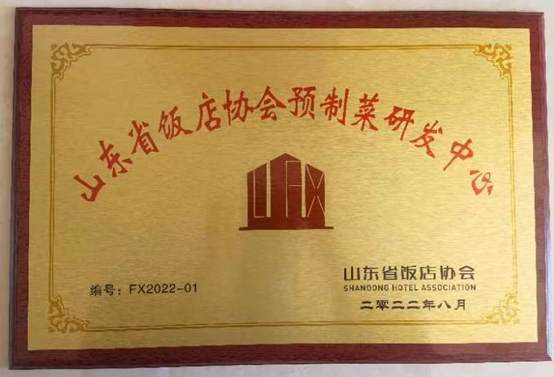 山东省饭店协会预制菜研发中心
编号：FX2022-01
山东省饭店协会
SHANDONG HOTEL ASSOCIATION
二零二二年八月